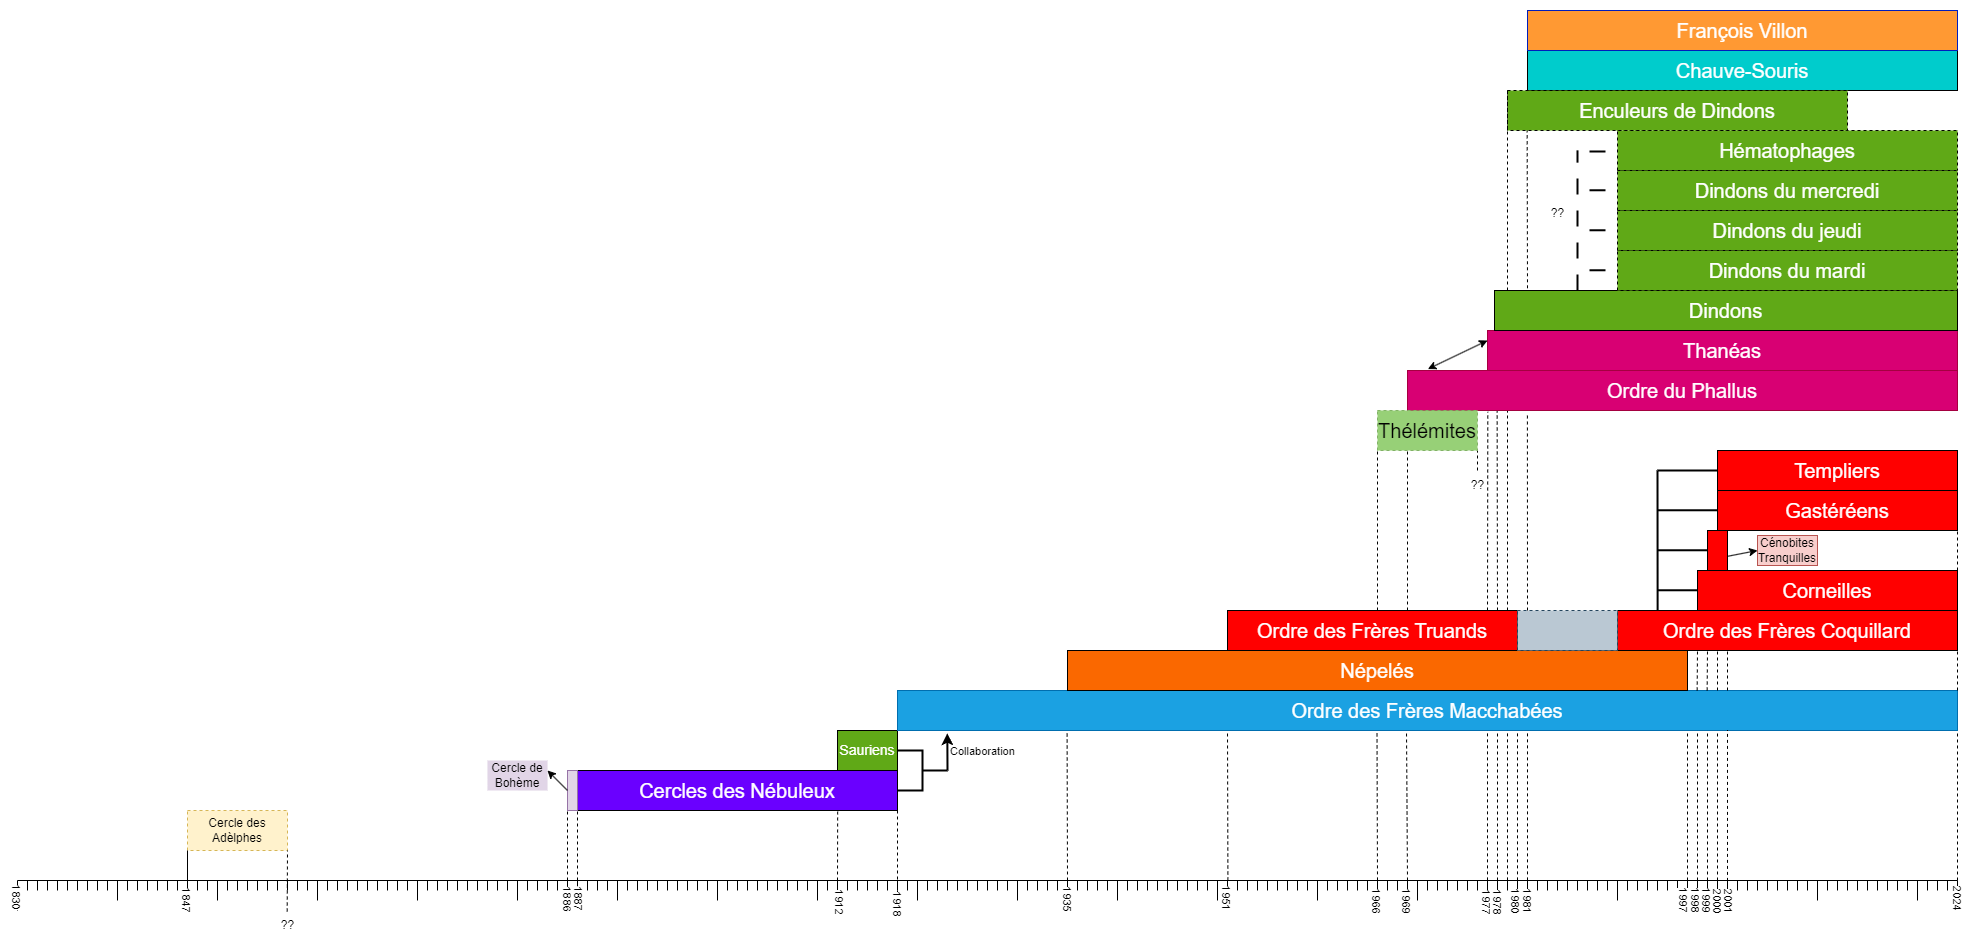 François Villon
Chauve-Souris
Enculeurs de Dindons
Hématophages
Dindons du mercredi
??
Dindons du jeudi
Dindons du mardi
Dindons
Thanéas
Ordre du Phallus
Thélémites
??
Templiers
Gastéréens
Cénobites
Tranquilles
Corneilles
Ordre des Frères Truands
Ordre des Frères Coquillard
Népelés
Ordre des Frères Macchabées
Sauriens
Collaboration
Cercle de
Bohème
Cercles des Nébuleux
Cercle des
Adèlphes
1830
1847
??
1886
1887
1912
1918
1935
1951
1966
1969
1977
1978
1980
1981
1997
1998
1999
2000
2001
2024